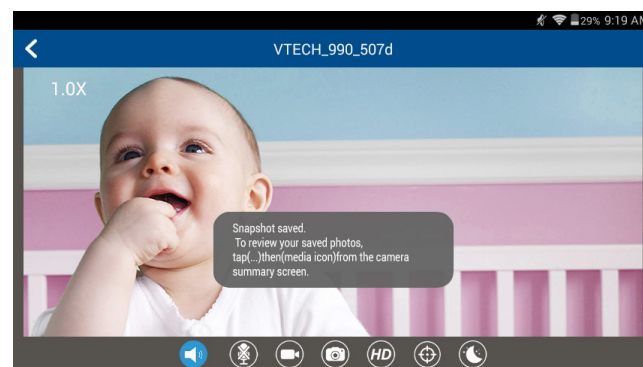 29% 9:19 AM
VTECH_990_507d
1.0X
Snapshot saved.
To review your saved photos,
tap(...)then(media icon)from the camera
summary screen.
HD